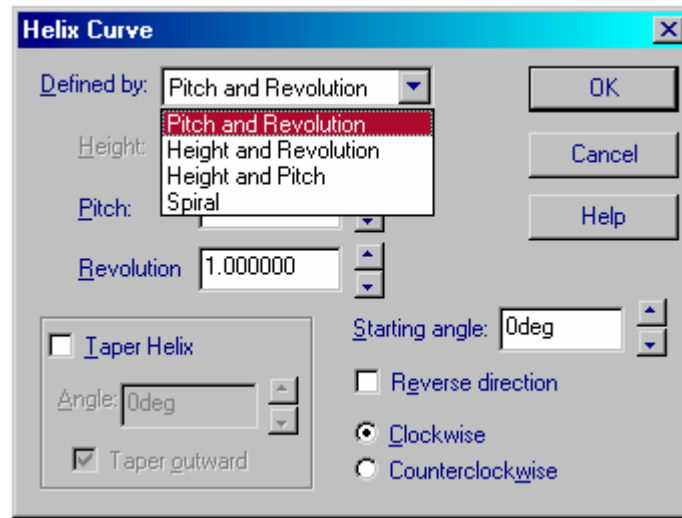 Helix Curve
Defined by: Pitch and Revolution
OK
Pitch and Revolution
Height and Revolution
Height and Pitch
Spiral
Height:
Cancel
Pitch:
Help
Revolution 1.000000
Taper Helix
Starting angle: 0deg
Angle: 0deg
Reverse direction
Taper outward
Clockwise
Counterclockwise